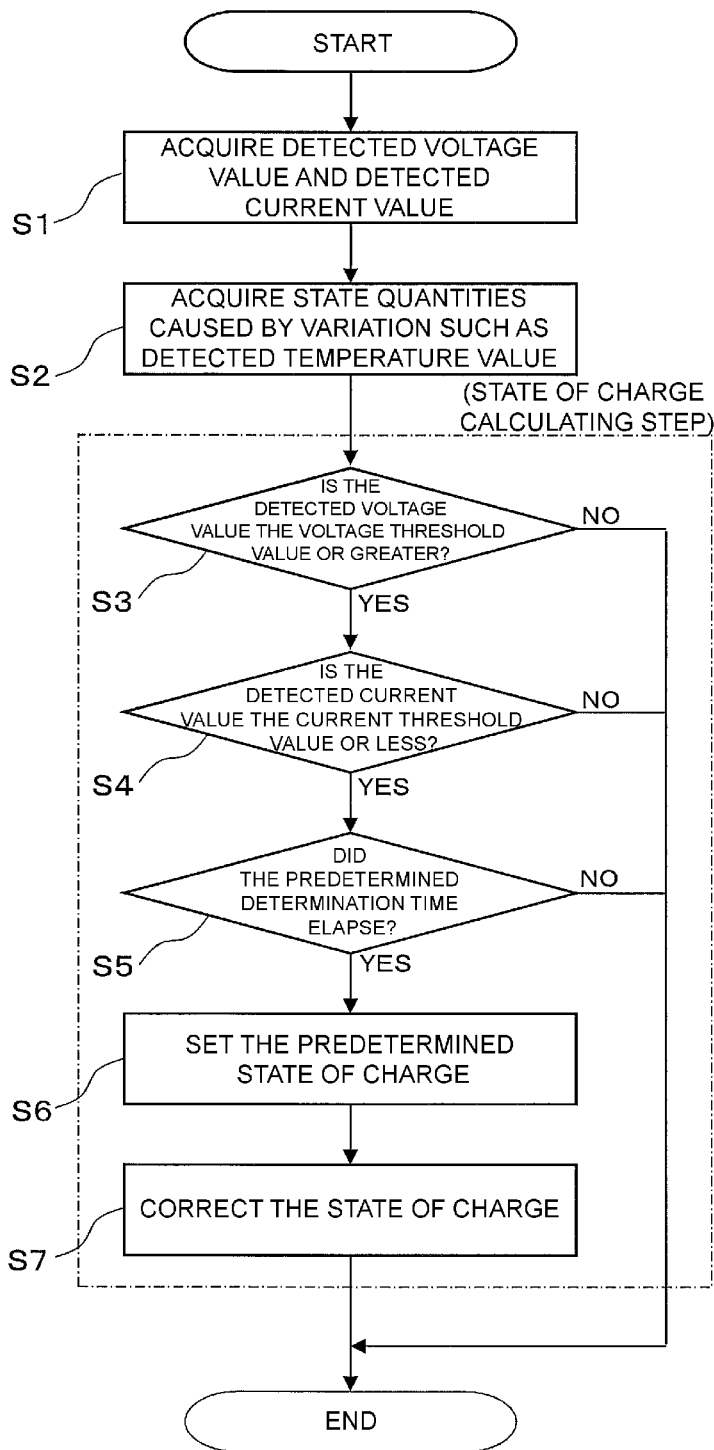 START
ACQUIRE DETECTED VOLTAGE
VALUE AND DETECTED
CURRENT VALUE
S1
ACQUIRE STATE QUANTITIES
CAUSED BY VARIATION SUCH AS
DETECTED TEMPERATURE VALUE
S2
(STATE OF CHARGE
CALCULATING STEP)
IS THE
DETECTED VOLTAGE
VALUE THE VOLTAGE THRESHOLD
VALUE OR GREATER?
NO
S3
YES
IS THE
DETECTED CURRENT
VALUE THE CURRENT THRESHOLD
VALUE OR LESS?
NO
S4
YES
DID
THE PREDETERMINED
DETERMINATION TIME
ELAPSE?
NO
S5
YES
SET THE PREDETERMINED
STATE OF CHARGE
S6
CORRECT THE STATE OF CHARGE
S7
END